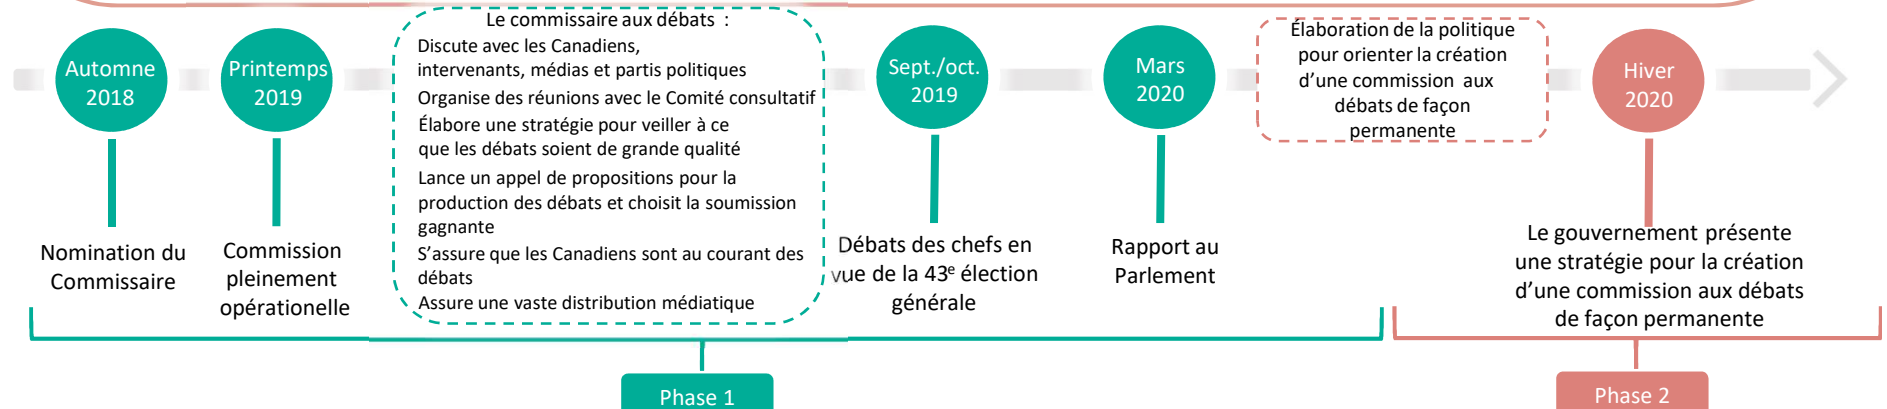 Automne
2018
Nomination du
Commissaire
Printemps
2019
Commission
pleinement
opérationelle
Le commissaire aux débats :
Discute avec les Canadiens,
intervenants, médias et partis politiques
Organise des réunions avec le Comité consultatif
Élabore une stratégie pour veiller à ce
que les débats soient de grande qualité
Lance un appel de propositions pour la
production des débats et choisit la soumission
gagnante
S’assure que les Canadiens sont au courant des
débats
Assure une vaste distribution médiatique
Sept./oct.
2019
Débats des chefs en
vue de la 43e élection
générale
Mars
2020
Rapport au
Parlement
Élaboration de la politique
pour orienter la création
d’une commission aux
débats de façon
permanente
Hiver
2020
Le gouvernement présente
une stratégie pour la création
d’une commission aux débats
de façon permanente
Phase 1
Phase 2